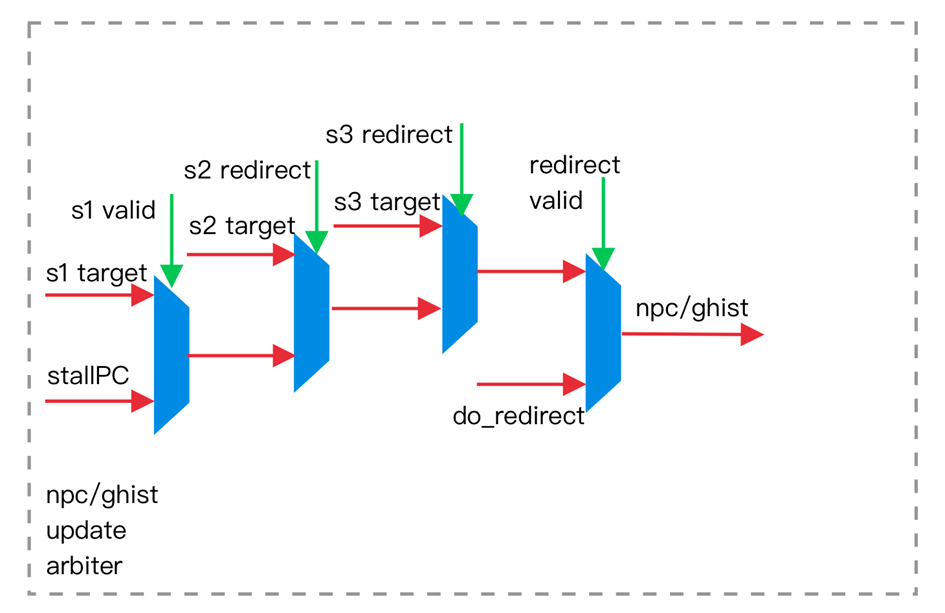 s3 redirect
s2 redirect
redirect
valid
s1 valid
s3 target
s2 target
s1 target
npc/ghist
stallPC
do_redirect
npc/ghist
update
arbiter